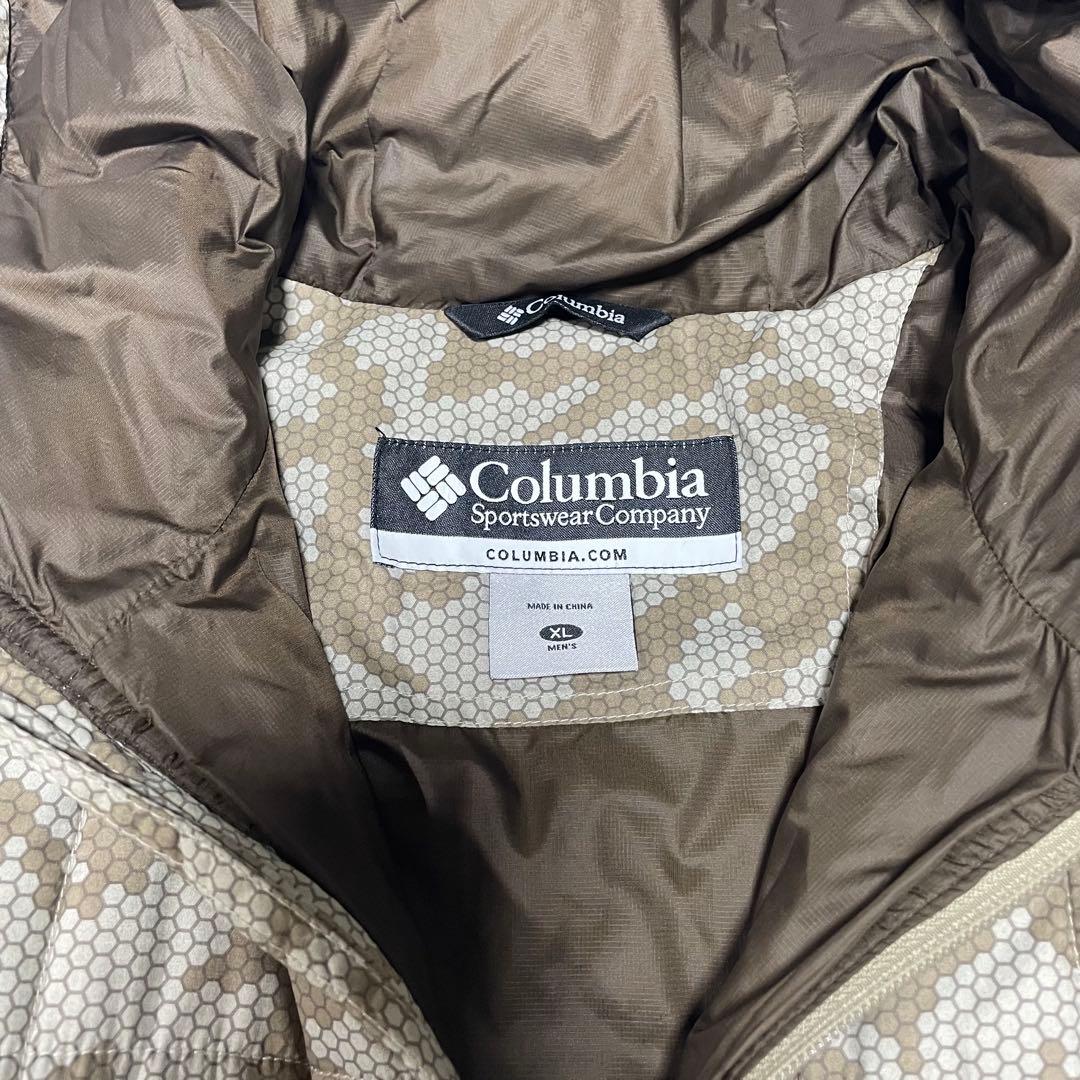 Columbia
Columbia
Sportswear Company
COLUMBIA.COM
MADE IN CHINA
XL
MEN'S